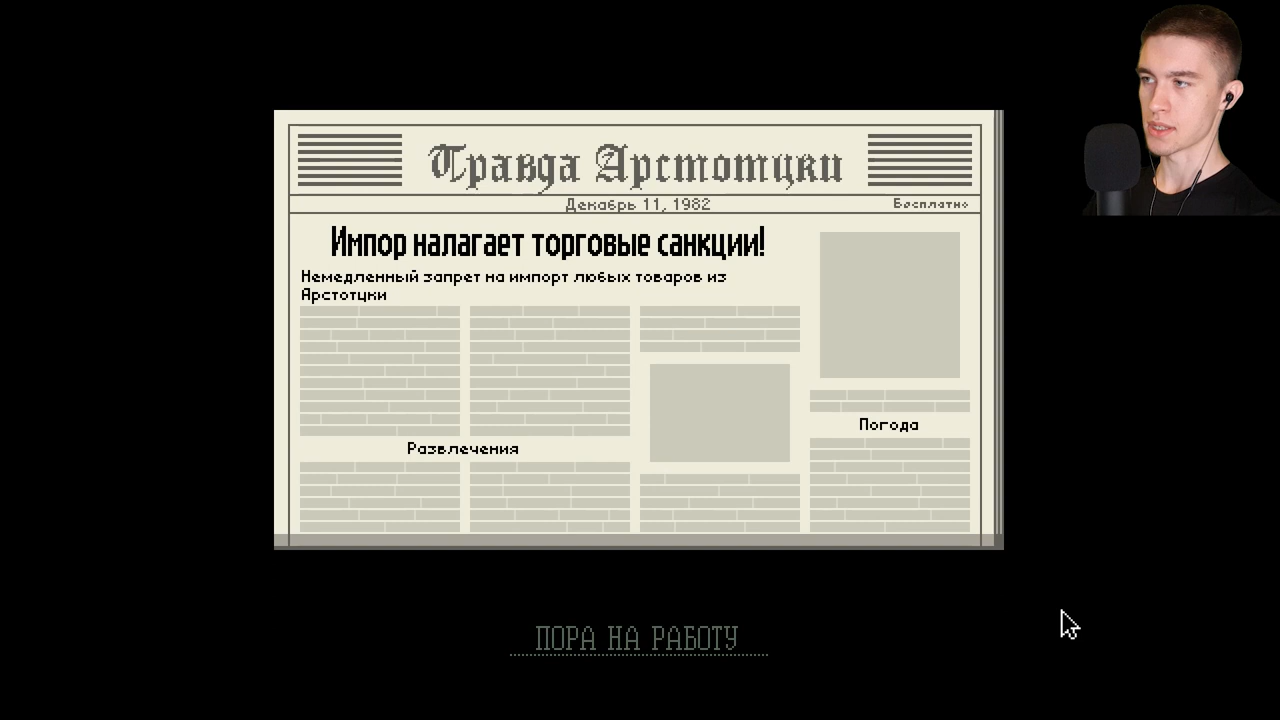 Правда Арстотцки
Декабрь 11, 1982
Бесплатно
Импор налагает торговые санкции!
Немедленный запрет на импорт любых товаров из
Арстотцки
Погода
Развлечения
ПОРА НА РАБОТУ